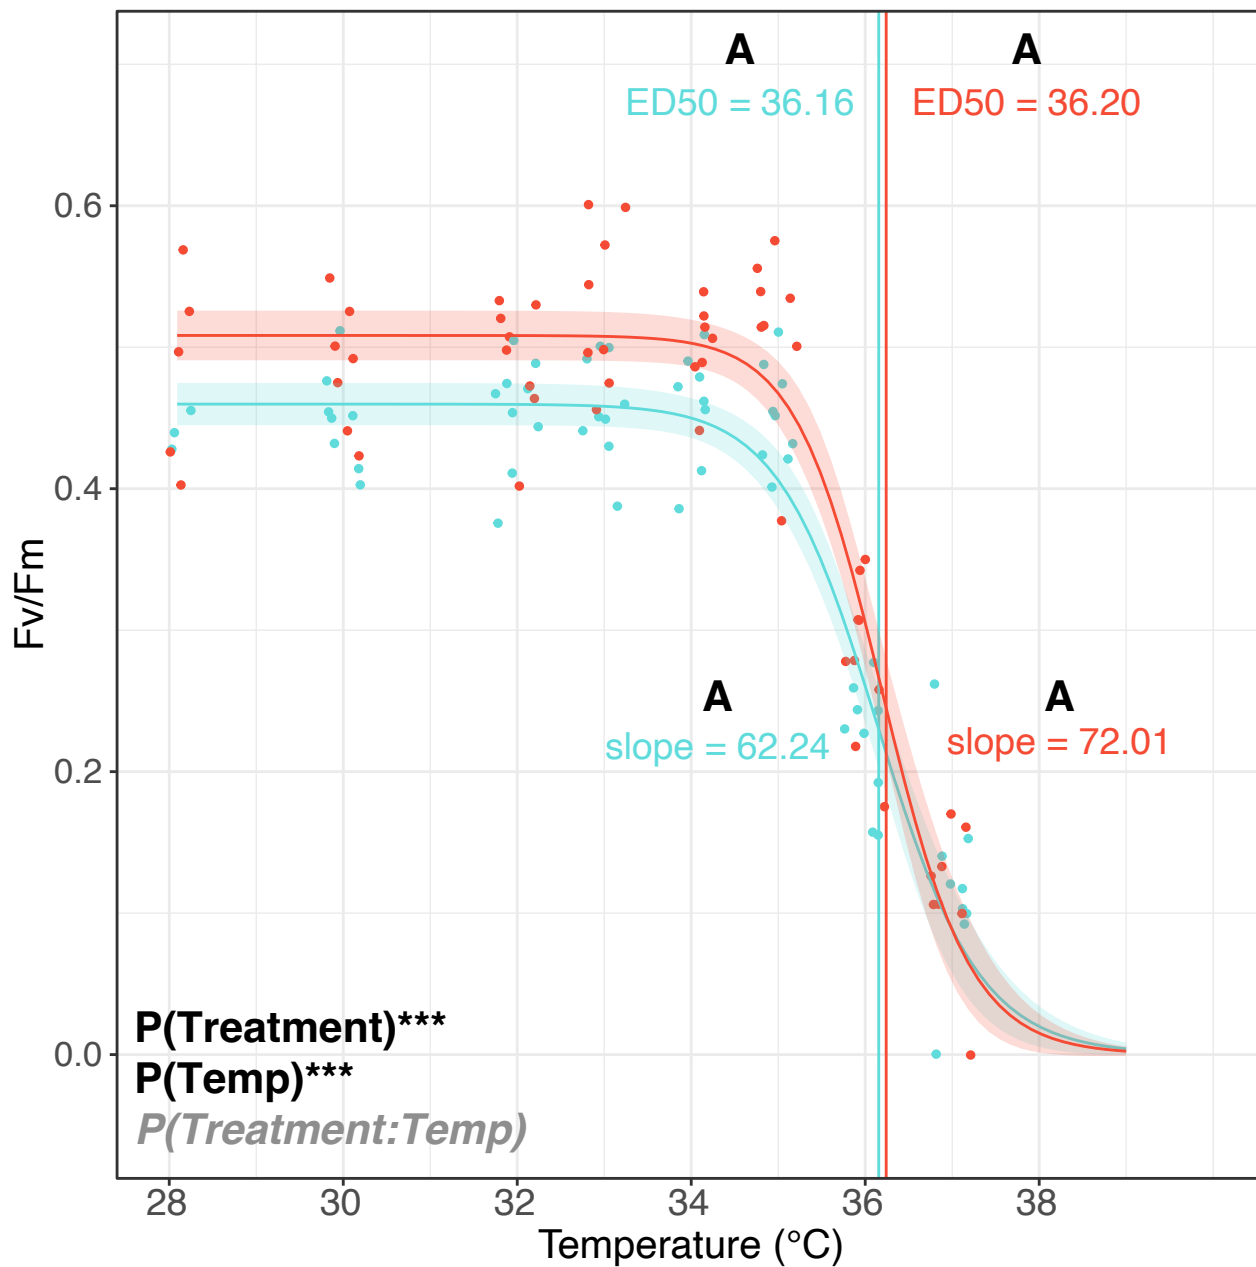 A A
ED50 = 36.16 ED50 = 36.20
0.6
0.4
Fv/Fm
A A
slope = 62.24 slope = 72.01
0.2
P(Treatment)***
0.0
P(Temp)***
P(Treatment:Temp)
28 30 32 34 36 38
Temperature (°C)